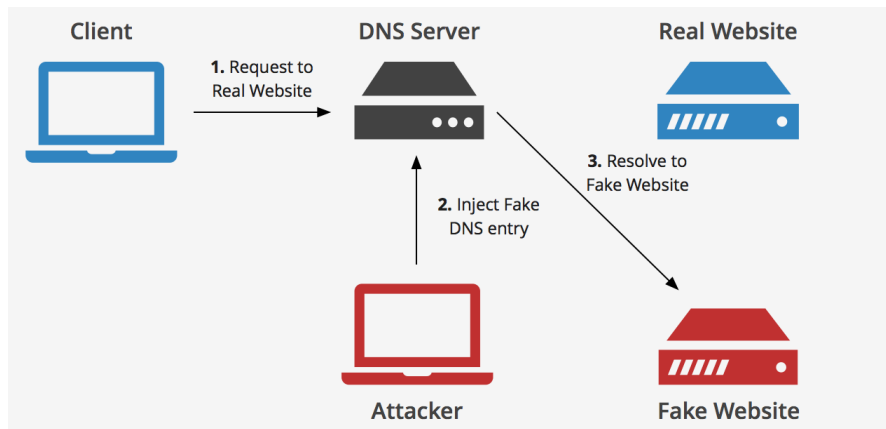 Client
DNS Server
Real Website
1. Request to
Real Website
3. Resolve to
Fake Website
2. Inject Fake
DNS entry
Attacker
Fake Website